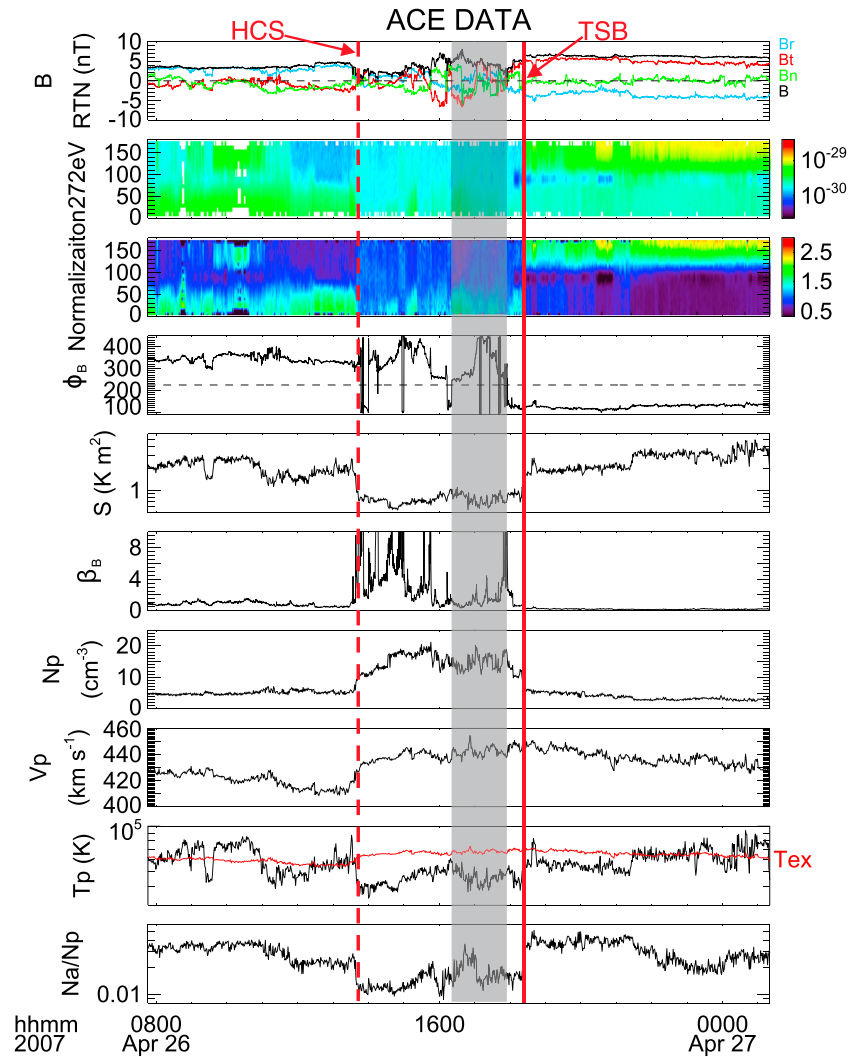 ACE DATA
HCS
TSB
B
RTN (nT)
10
5
0
-5
-10
Br
Bt
Bn
B
272eV
150
100
50
0
10-29
10-30
Normalizaiton
150
100
50
0
2.5
1.5
0.5
ϕB
400
300
200
100
S (K m²)
1
βB
8
4
0
Np
(cm-3)
20
10
0
Vp
(km s-1)
460
440
420
400
Tp (K)
10⁵
Tex
Na/Np
0.01
hhmm
2007
0800
Apr 26
1600
0000
Apr 27